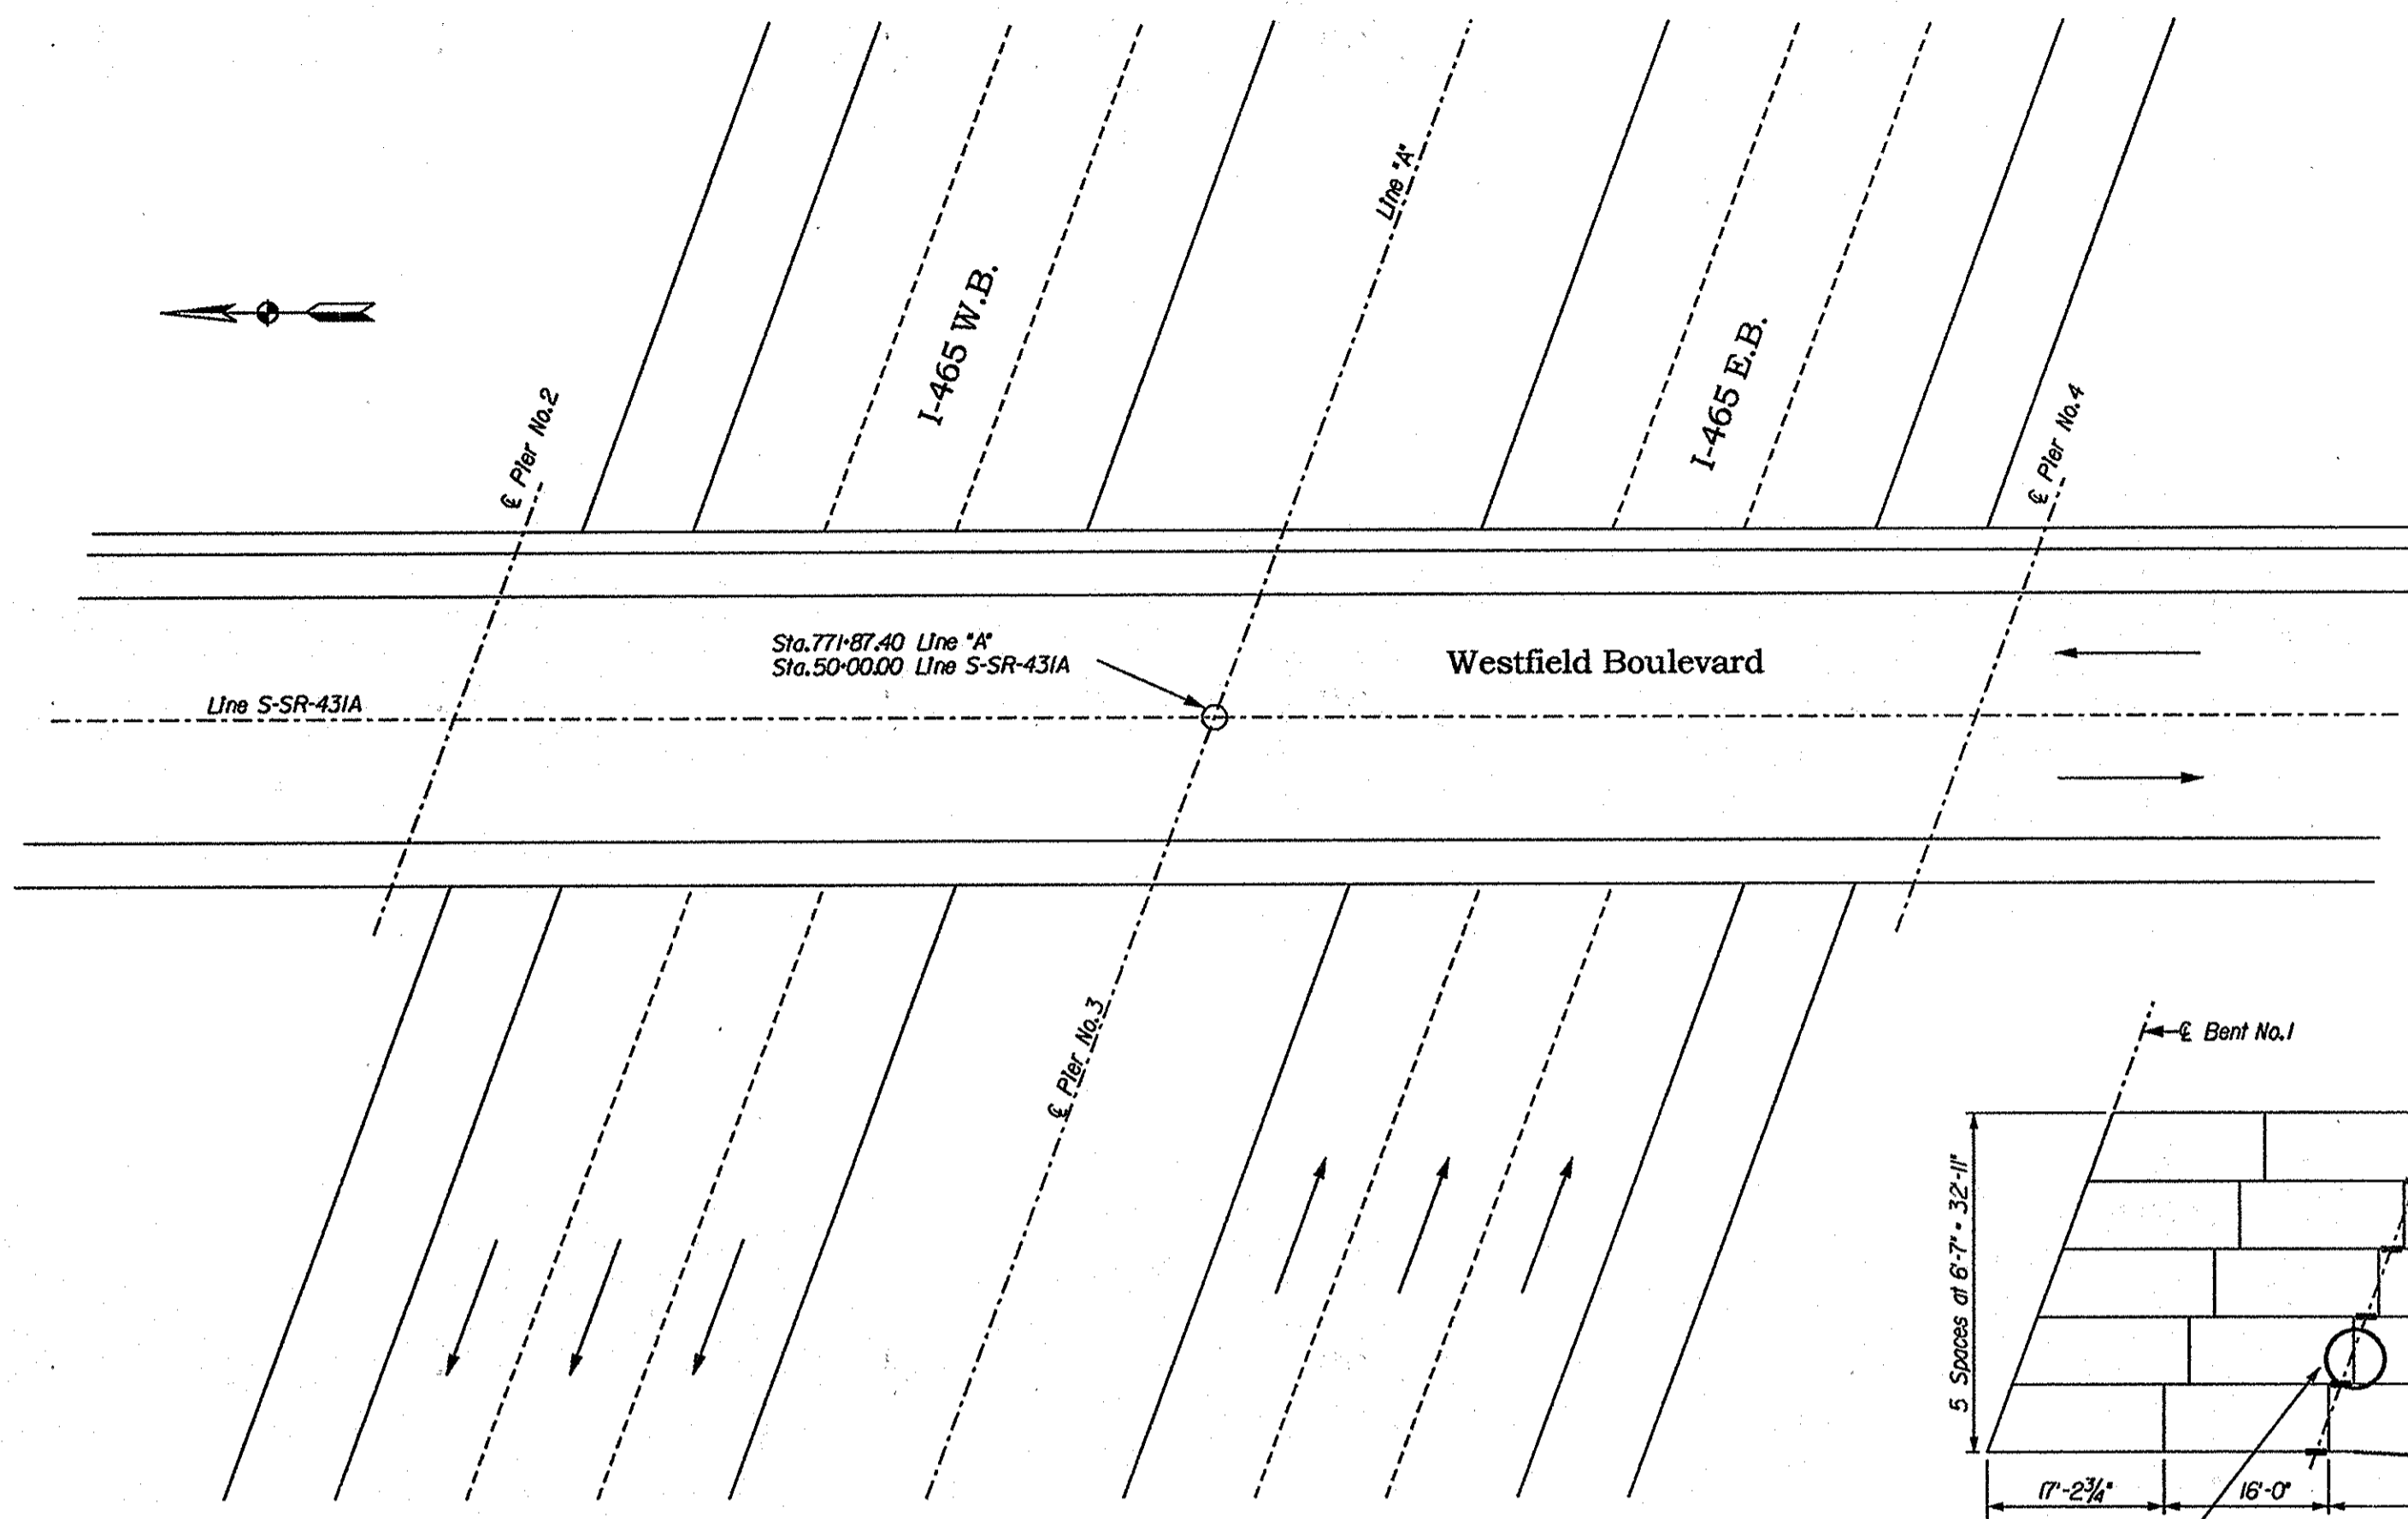 Line "A"
I-465 W.B.
I-465 E.B.
℄ Pier No.2
℄ Pier No.4
Sta.771+87.40 Line "A"
Sta.50+00.00 Line S-SR-431A
Westfield Boulevard
Line S-SR-431A
℄ Pier No.3
℄ Bent No.1
5 Spaces at 6'-7" = 32'-11"
17'-2¾"
16'-0"